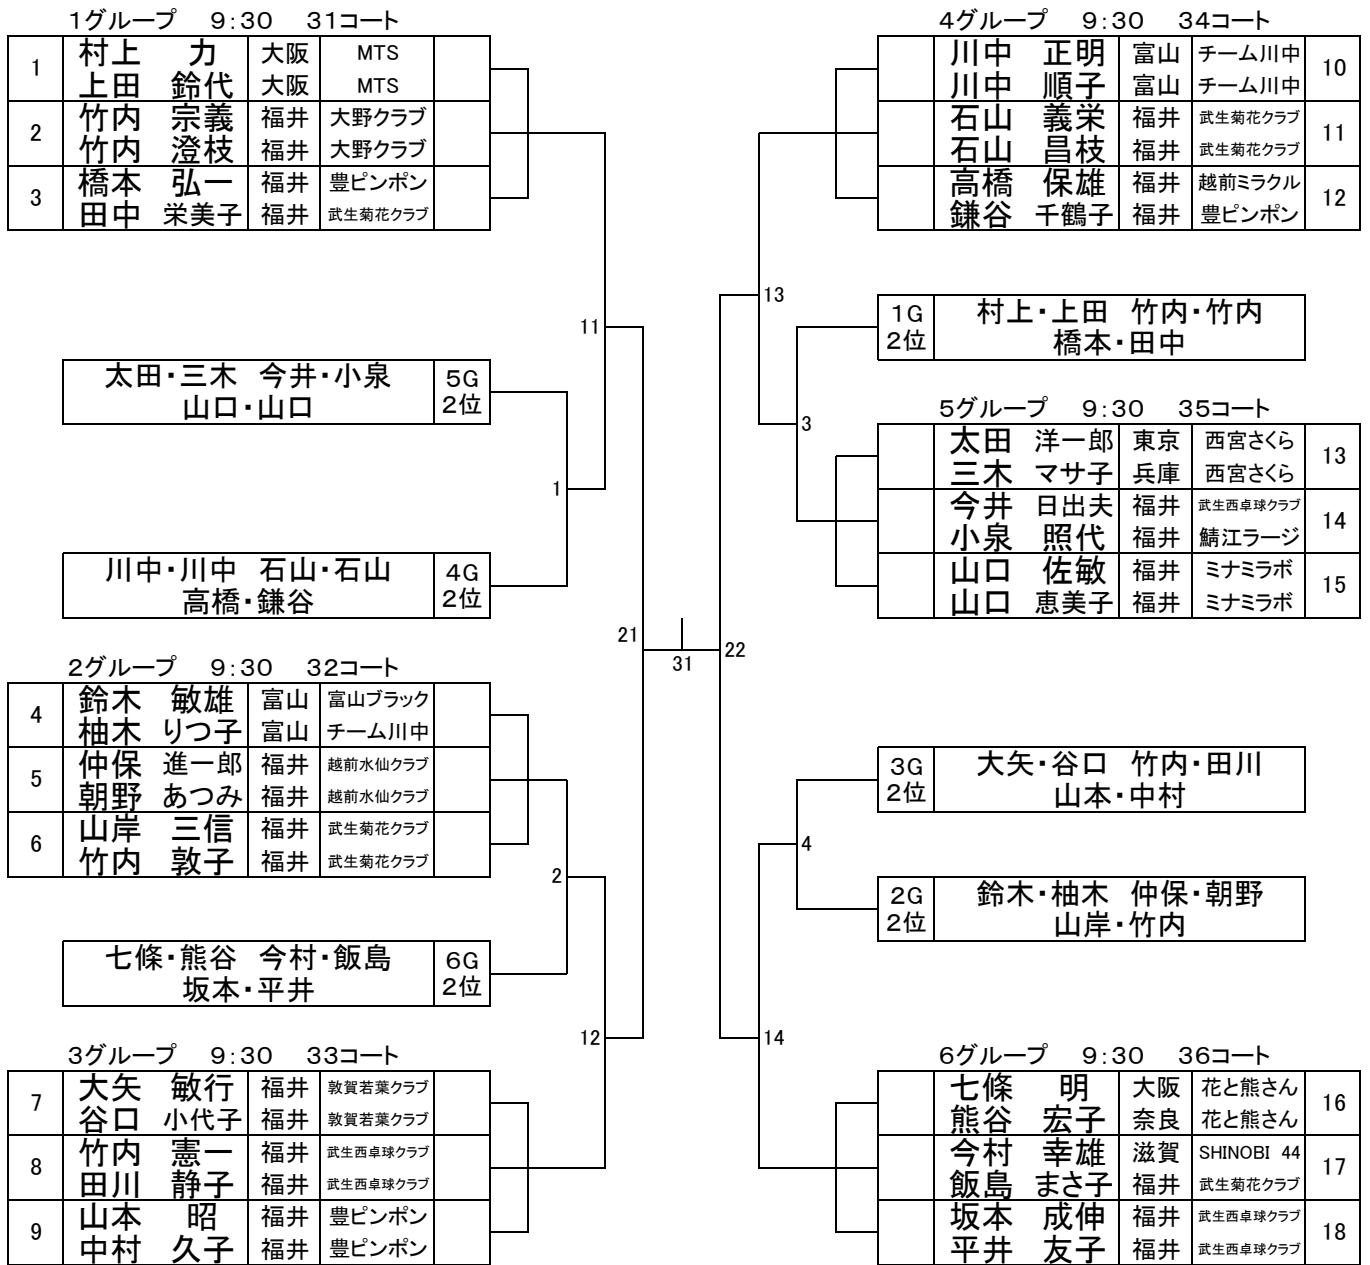 1グループ 9:30 31コート
1 村上 力 大阪 MTS
上田 鈴代 大阪 MTS
2 竹内 宗義 福井 大野クラブ
竹内 澄枝 福井 大野クラブ
3 橋本 弘一 福井 豊ピンポン
田中 栄美子 福井 武生菊花クラブ
11
太田・三木 今井・小泉 5G
山口・山口 2位
1
川中・川中 石山・石山 4G
高橋・鎌谷 2位
21
2グループ 9:30 32コート
4 鈴木 敏雄 富山 富山ブラック
柚木 りつ子 富山 チーム川中
5 仲保 進一郎 福井 越前水仙クラブ
朝野 あつみ 福井 越前水仙クラブ
6 山岸 三信 福井 武生菊花クラブ
竹内 敦子 福井 武生菊花クラブ
2
七條・熊谷 今村・飯島 6G
坂本・平井 2位
12
3グループ 9:30 33コート
7 大矢 敏行 福井 敦賀若葉クラブ
谷口 小代子 福井 敦賀若葉クラブ
8 竹内 憲一 福井 武生西卓球クラブ
田川 静子 福井 武生西卓球クラブ
9 山本 昭 福井 豊ピンポン
中村 久子 福井 豊ピンポン
31
4グループ 9:30 34コート
川中 正明 富山 チーム川中 10
川中 順子 富山 チーム川中
石山 義栄 福井 武生菊花クラブ 11
石山 昌枝 福井 武生菊花クラブ
高橋 保雄 福井 越前ミラクル 12
鎌谷 千鶴子 福井 豊ピンポン
13
1G 村上・上田 竹内・竹内
2位 橋本・田中
3
5グループ 9:30 35コート
太田 洋一郎 東京 西宮さくら 13
三木 マサ子 兵庫 西宮さくら
今井 日出夫 福井 武生西卓球クラブ 14
小泉 照代 福井 鯖江ラージ
山口 佐敏 福井 ミナミラボ 15
山口 恵美子 福井 ミナミラボ
22
3G 大矢・谷口 竹内・田川
2位 山本・中村
4
2G 鈴木・柚木 仲保・朝野
2位 山岸・竹内
14
6グループ 9:30 36コート
七條 明 大阪 花と熊さん 16
熊谷 宏子 奈良 花と熊さん
今村 幸雄 滋賀 SHINOBI 44 17
飯島 まさ子 福井 武生菊花クラブ
坂本 成伸 福井 武生西卓球クラブ 18
平井 友子 福井 武生西卓球クラブ